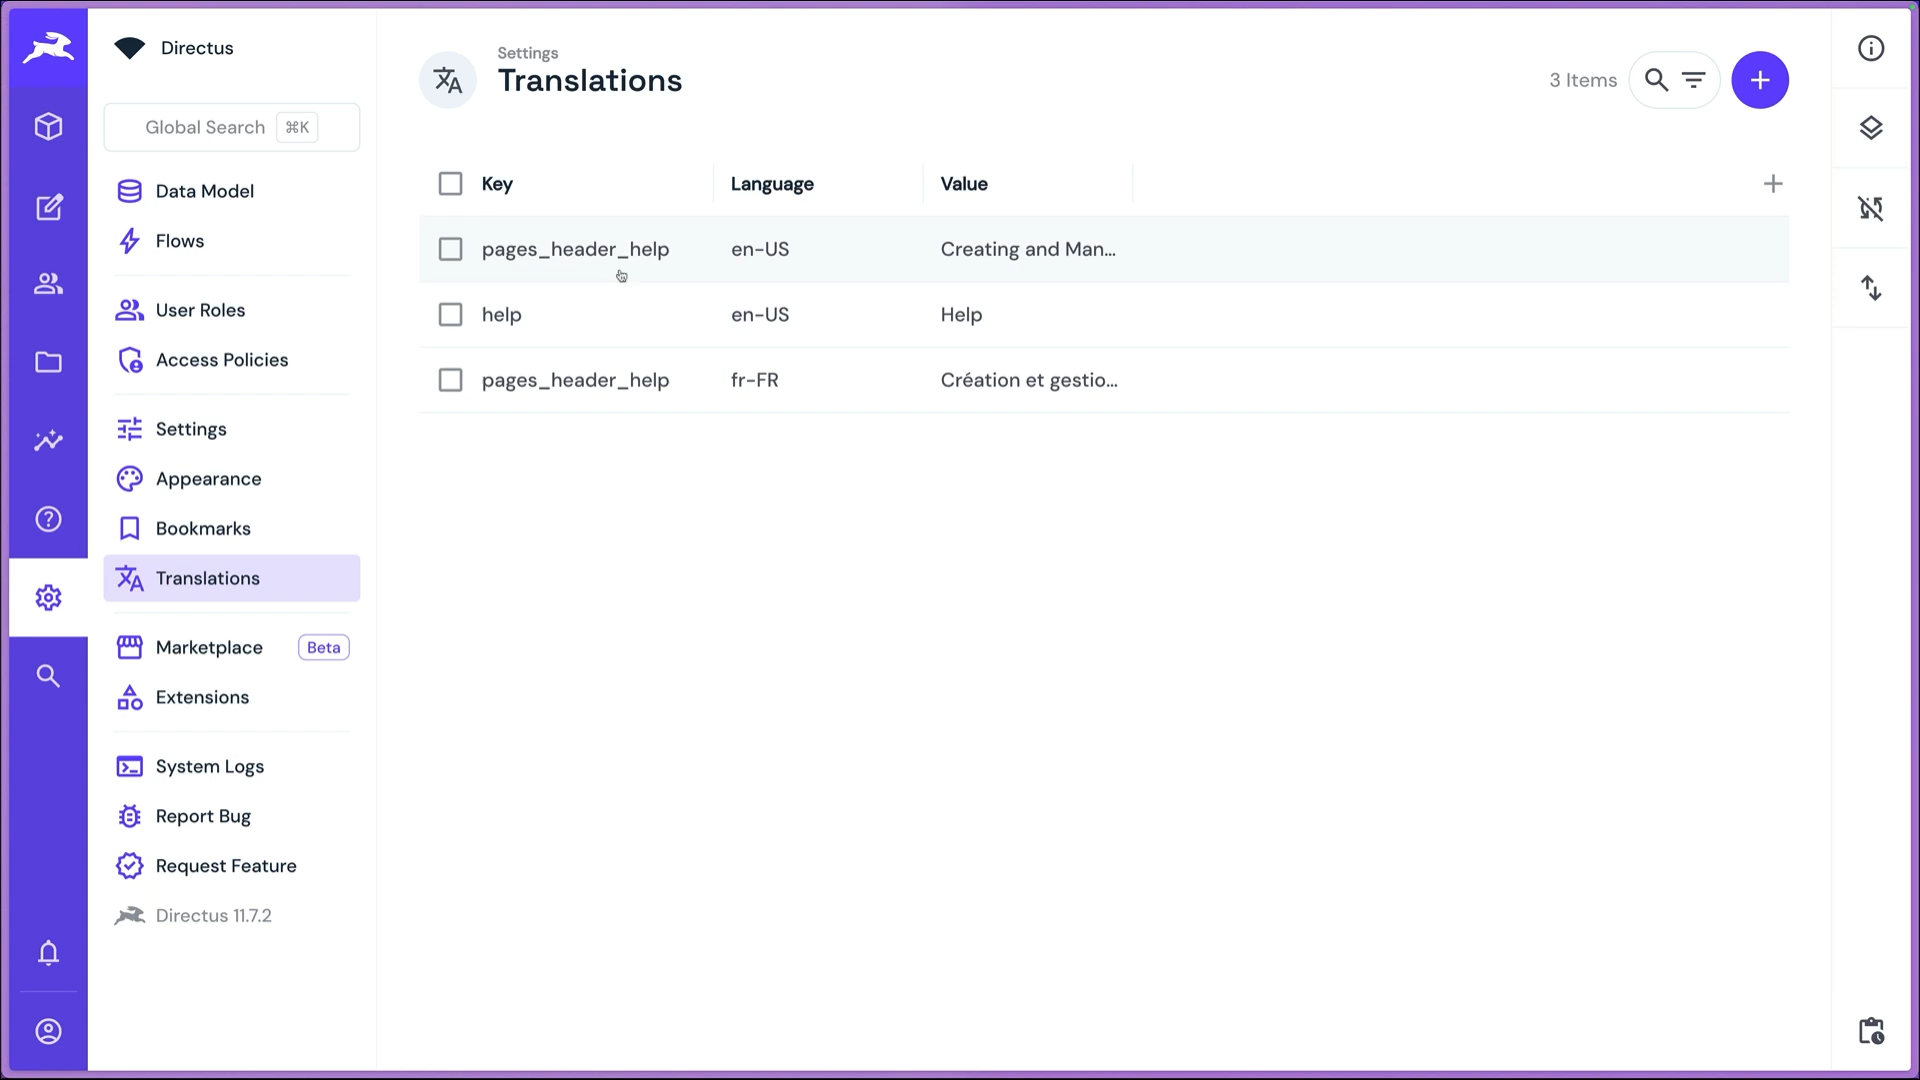 Directus
Global Search ⌘K
Data Model
Flows
User Roles
Access Policies
Settings
Appearance
Bookmarks
Translations
Marketplace Beta
Extensions
System Logs
Report Bug
Request Feature
Directus 11.7.2
Settings
Translations
3 Items
Key Language Value
pages_header_help en-US Creating and Man...
help en-US Help
pages_header_help fr-FR Création et gestio...